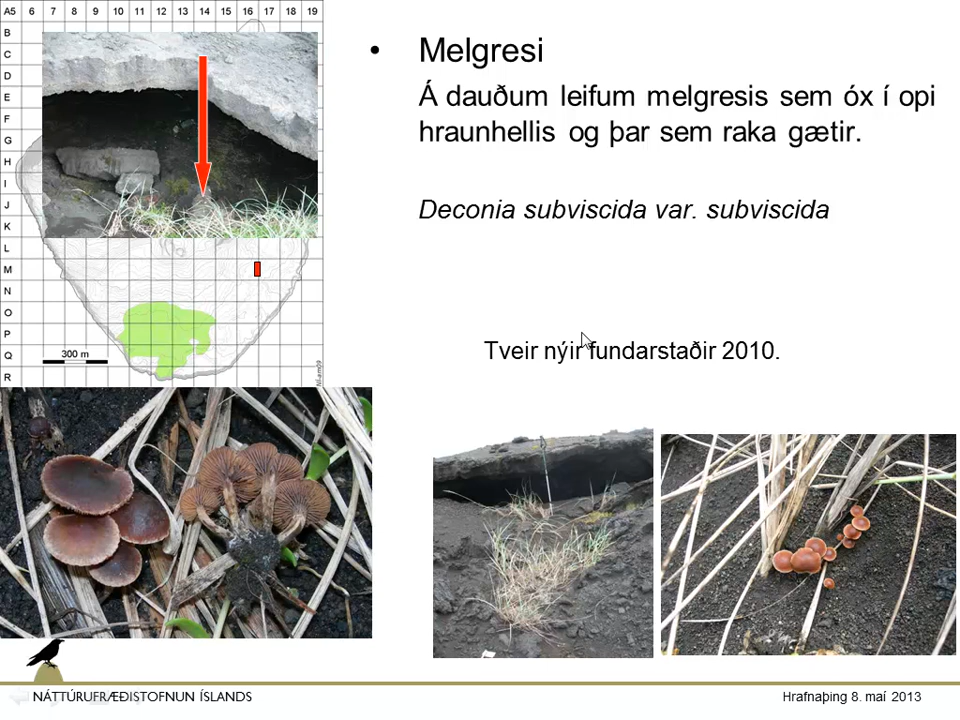 A5 6 7 8 9 10 11 12 13 14 15 16 17 18 19
B
C
D
E
F
G
H
I
J
K
L
M
N
O
P
Q
R
300 m
• Melgresi
Á dauðum leifum melgresis sem óx í opi
hraunhellis og þar sem raka gætir.
Deconia subviscida var. subviscida
Tveir nýir fundarstaðir 2010.
NÁTTÚRUFRÆÐISTOFNUN ÍSLANDS
Hrafnaþing 8. maí 2013